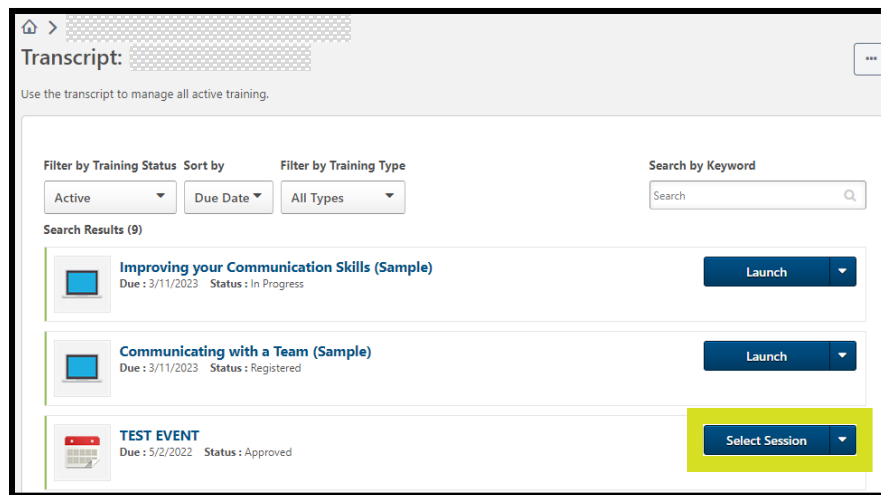 Transcript:
Use the transcript to manage all active training.
Filter by Training Status Sort by Filter by Training Type Search by Keyword
Active Due Date All Types Search
Search Results (9)
Improving your Communication Skills (Sample)
Due : 3/11/2023 Status : In Progress
Launch
Communicating with a Team (Sample)
Due : 3/11/2023 Status : Registered
Launch
TEST EVENT
Due : 5/2/2022 Status : Approved
Select Session